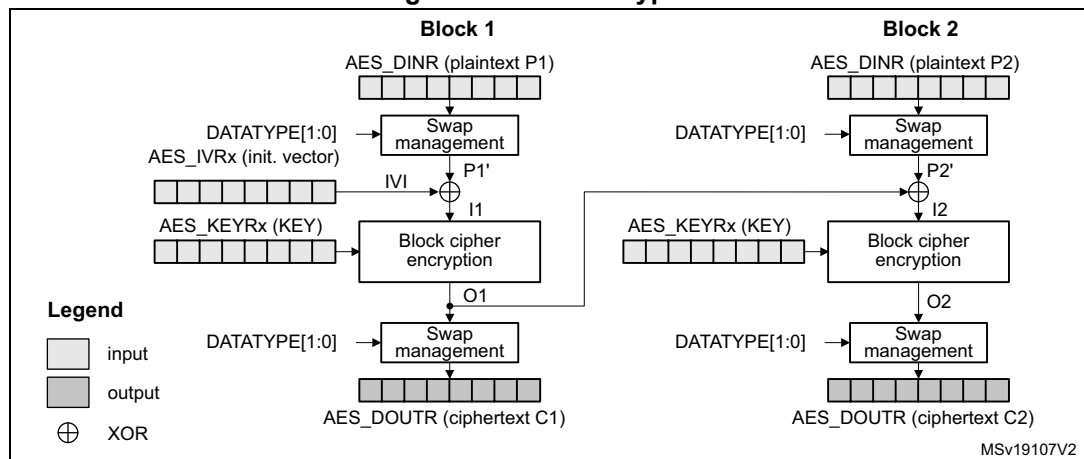 Block 1
Block 2
AES_DINR (plaintext P1)
AES_DINR (plaintext P2)
DATATYPE[1:0]
Swap
management
DATATYPE[1:0]
Swap
management
AES_IVRx (init. vector)
P1'
P2'
IVI
I1
I2
AES_KEYRx (KEY)
Block cipher
encryption
AES_KEYRx (KEY)
Block cipher
encryption
O1
O2
Legend
input
output
XOR
DATATYPE[1:0]
Swap
management
DATATYPE[1:0]
Swap
management
AES_DOUTR (ciphertext C1)
AES_DOUTR (ciphertext C2)
MSv19107V2